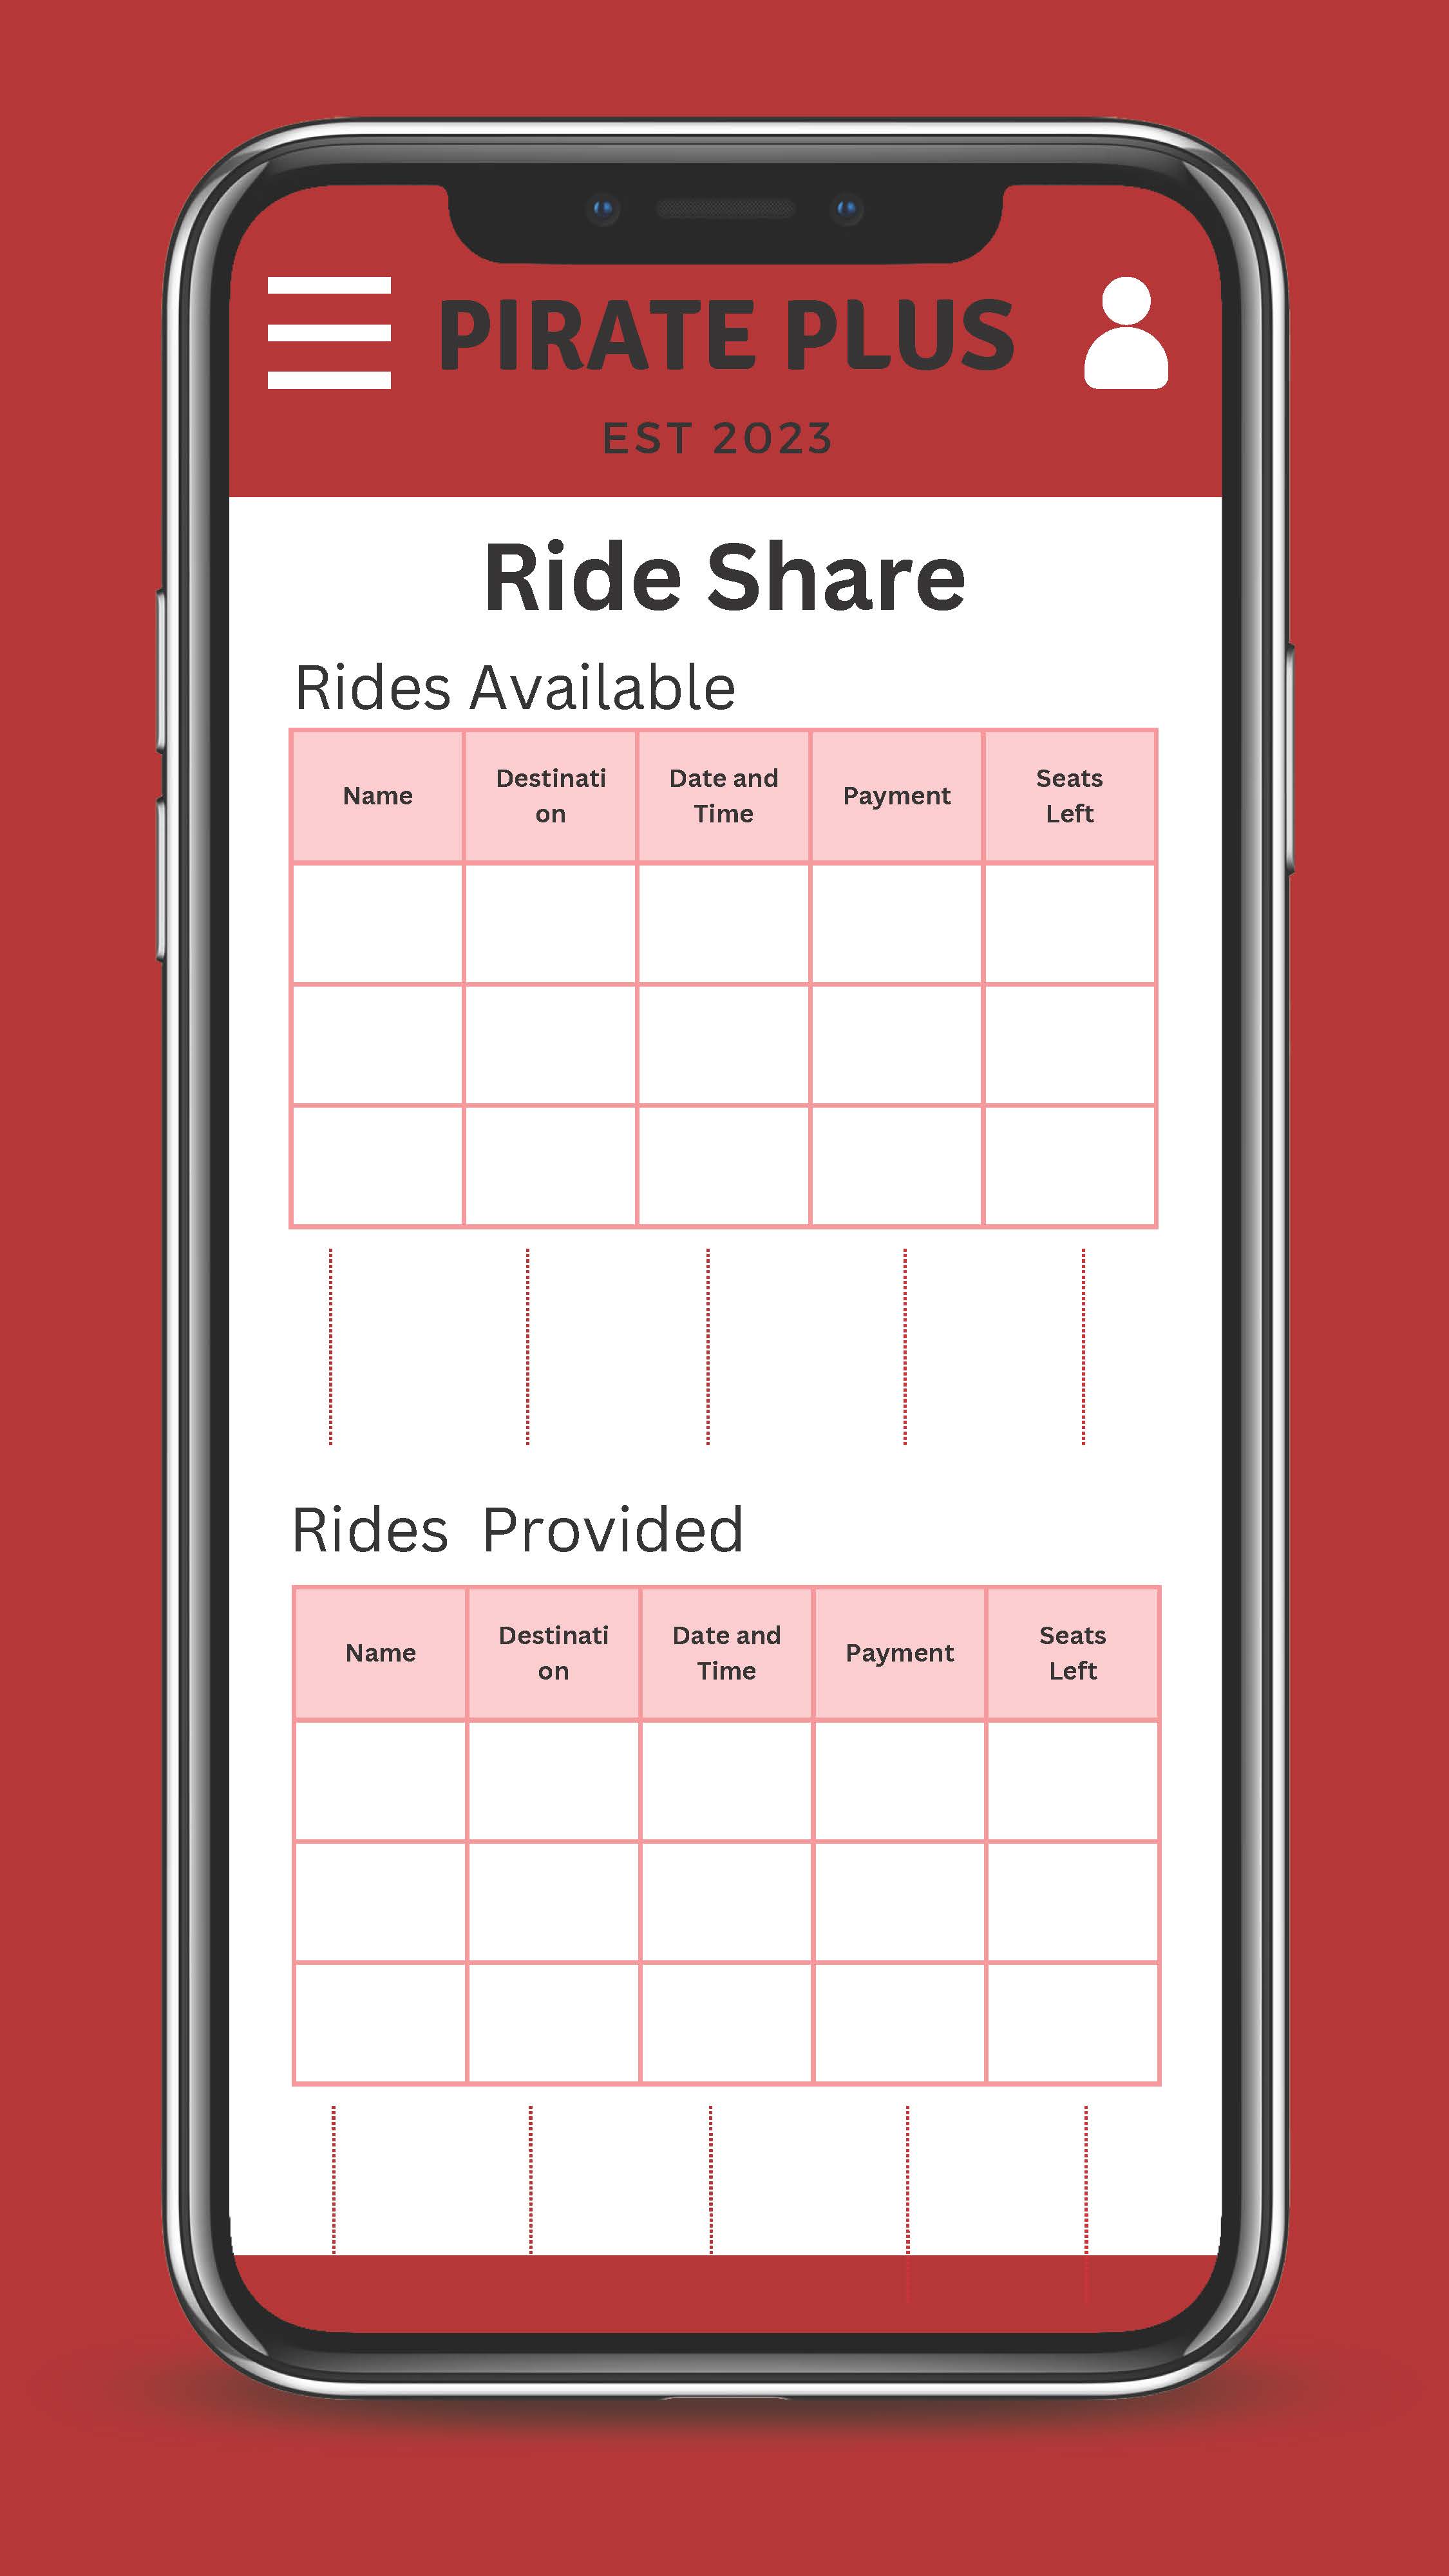 PIRATE PLUS
EST 2023
Ride Share
Rides Available
Name
Destinati
on
Date and
Time
Payment
Seats
Left
Rides Provided
Name
Destinati
on
Date and
Time
Payment
Seats
Left